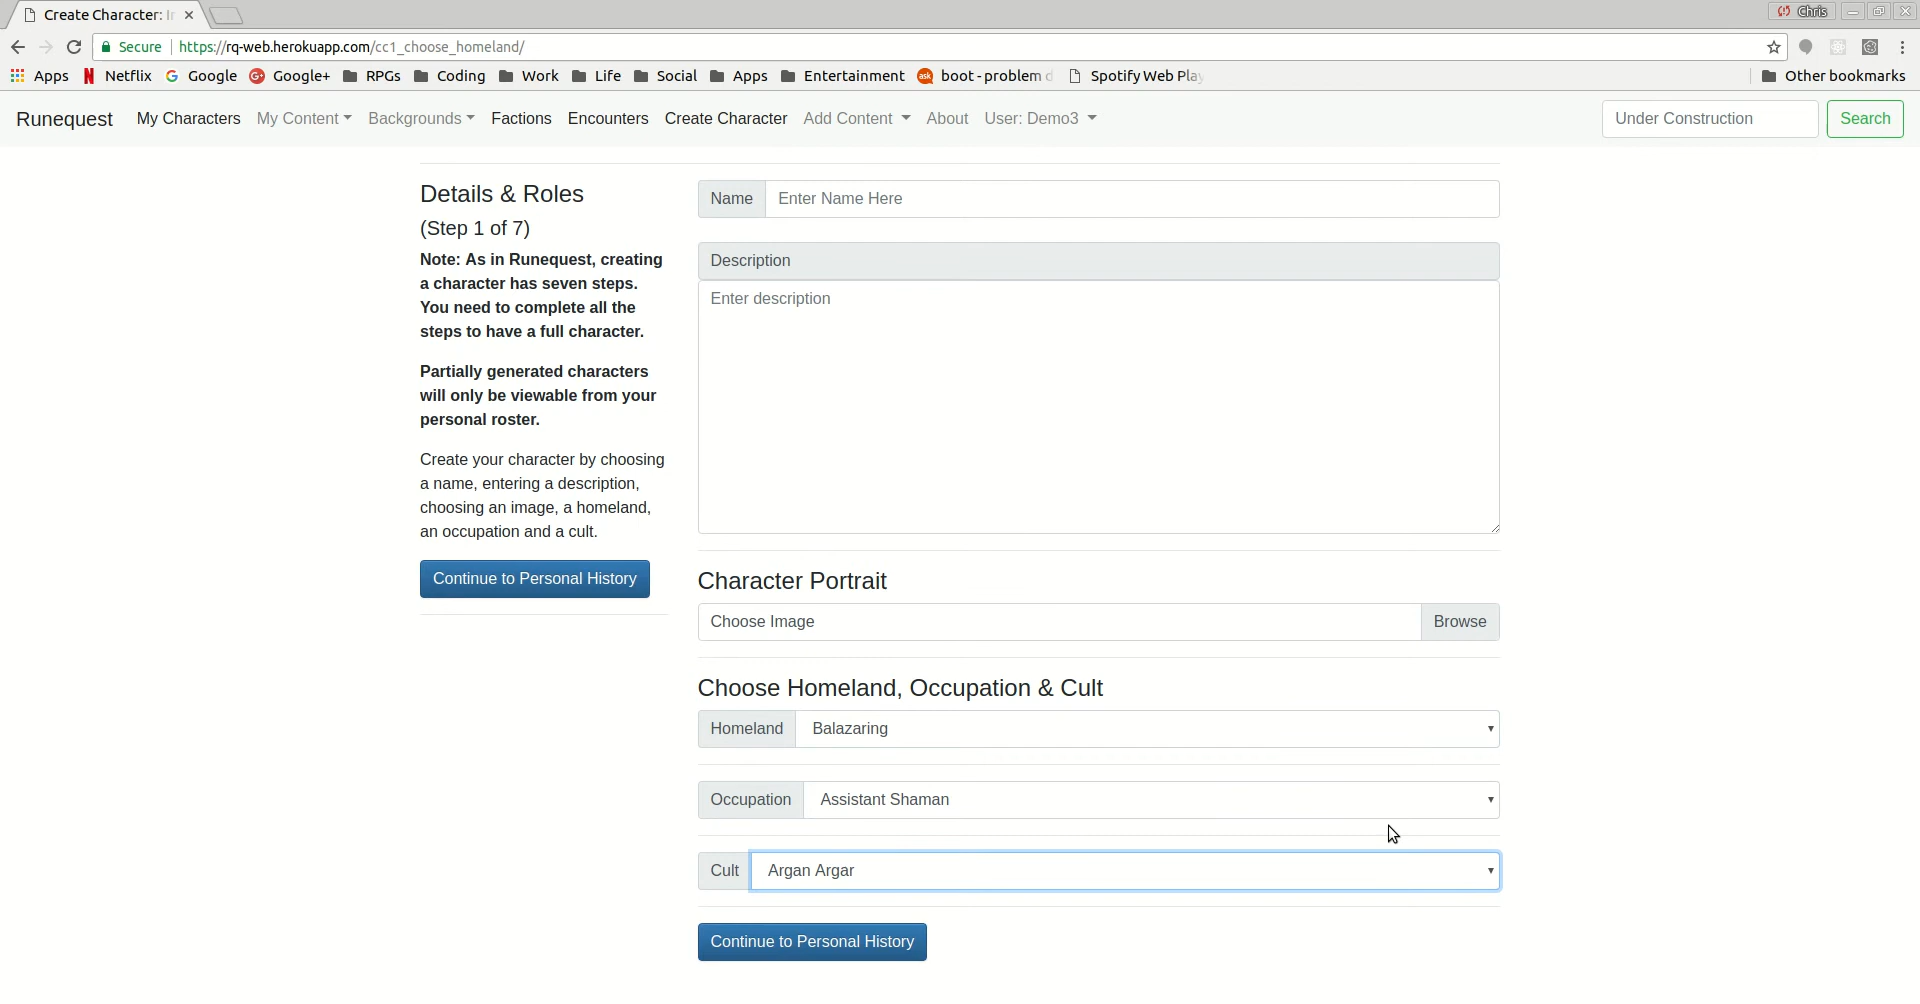 Create Character: In
Chris
Secure https://rq-web.herokuapp.com/cc1_choose_homeland/
Apps Netflix Google Google+ RPGs Coding Work Life Social Apps Entertainment boot - problem d Spotify Web Play Other bookmarks
Runequest My Characters My Content Backgrounds Factions Encounters Create Character Add Content About User: Demo3 Under Construction Search
Details & Roles
(Step 1 of 7)
Note: As in Runequest, creating
a character has seven steps.
You need to complete all the
steps to have a full character.
Partially generated characters
will only be viewable from your
personal roster.
Create your character by choosing
a name, entering a description,
choosing an image, a homeland,
an occupation and a cult.
Continue to Personal History
Name Enter Name Here
Description
Enter description
Character Portrait
Choose Image Browse
Choose Homeland, Occupation & Cult
Homeland Balazaring
Occupation Assistant Shaman
Cult Argan Argar
Continue to Personal History